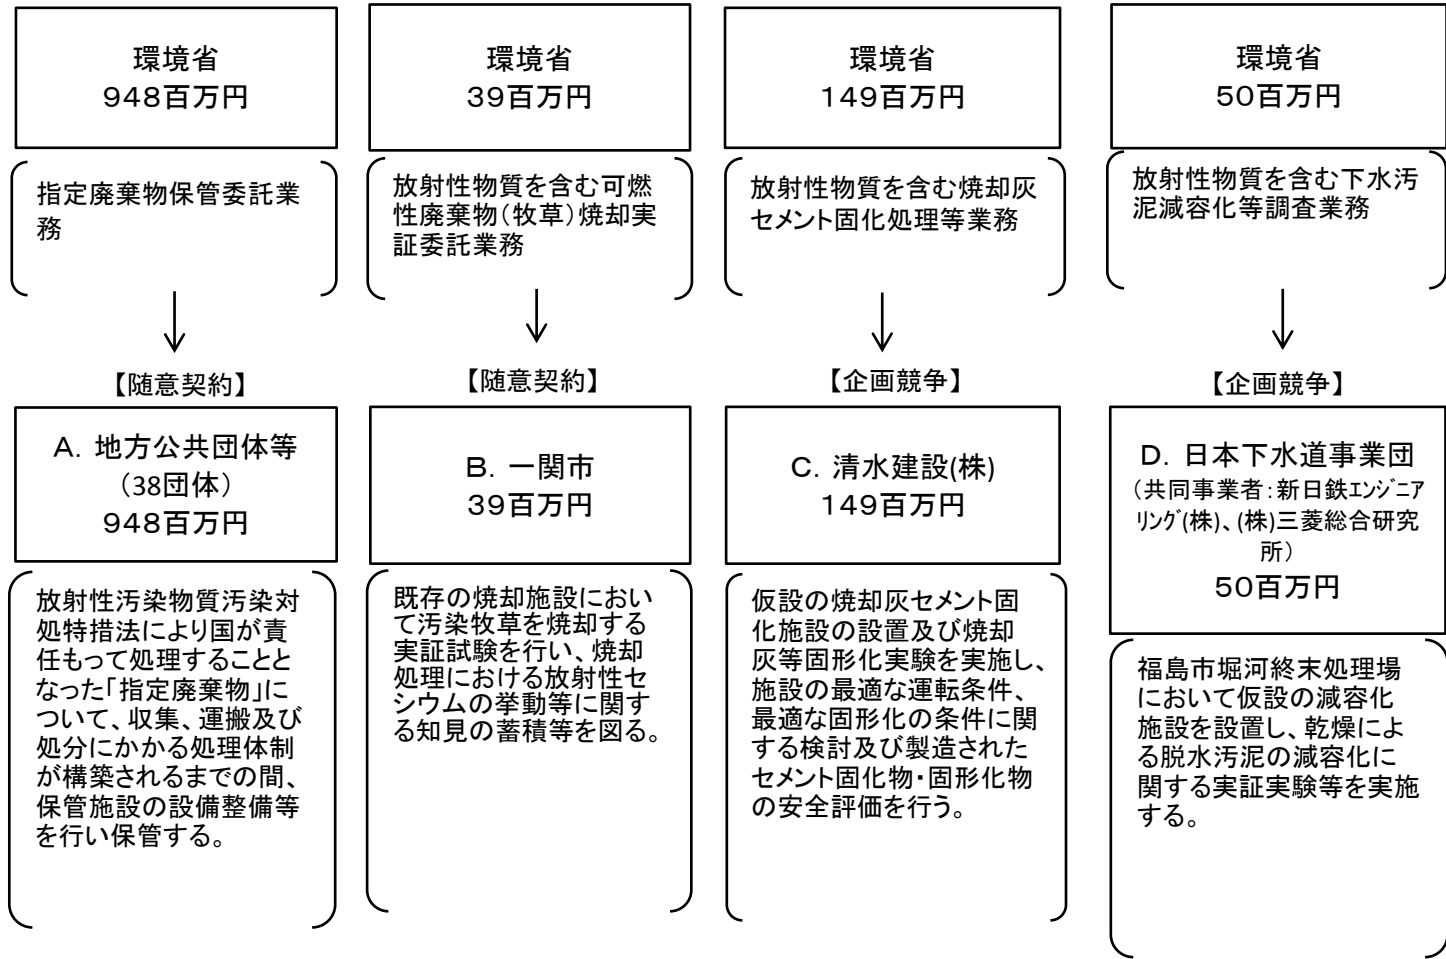 環境省
948百万円
指定廃棄物保管委託業
務
【随意契約】
A．地方公共団体等
（38団体）
948百万円
放射性汚染物質汚染対
処特措法により国が責
任もって処理することと
なった「指定廃棄物」に
ついて、収集、運搬及び
処分にかかる処理体制
が構築されるまでの間、
保管施設の設備整備等
を行い保管する。
環境省
39百万円
放射性物質を含む可燃
性廃棄物（牧草）焼却実
証委託業務
【随意契約】
B．一関市
39百万円
既存の焼却施設におい
て汚染牧草を焼却する
実証試験を行い、焼却
処理における放射性セ
シウムの挙動等に関す
る知見の蓄積等を図る。
環境省
149百万円
放射性物質を含む焼却灰
セメント固化処理等業務
【企画競争】
C．清水建設(株)
149百万円
仮設の焼却灰セメント固
化施設の設置及び焼却
灰等固形化実験を実施し、
施設の最適な運転条件、
最適な固形化の条件に関
する検討及び製造された
セメント固化物・固形化物
の安全評価を行う。
環境省
50百万円
放射性物質を含む下水汚
泥減容化等調査業務
【企画競争】
D．日本下水道事業団
（共同事業者：新日鉄ｴﾝｼﾞﾆｱ
ﾘﾝｸﾞ(株)、(株)三菱総合研究
所）
50百万円
福島市堀河終末処理場
において仮設の減容化
施設を設置し、乾燥によ
る脱水汚泥の減容化に
関する実証実験等を実施
する。